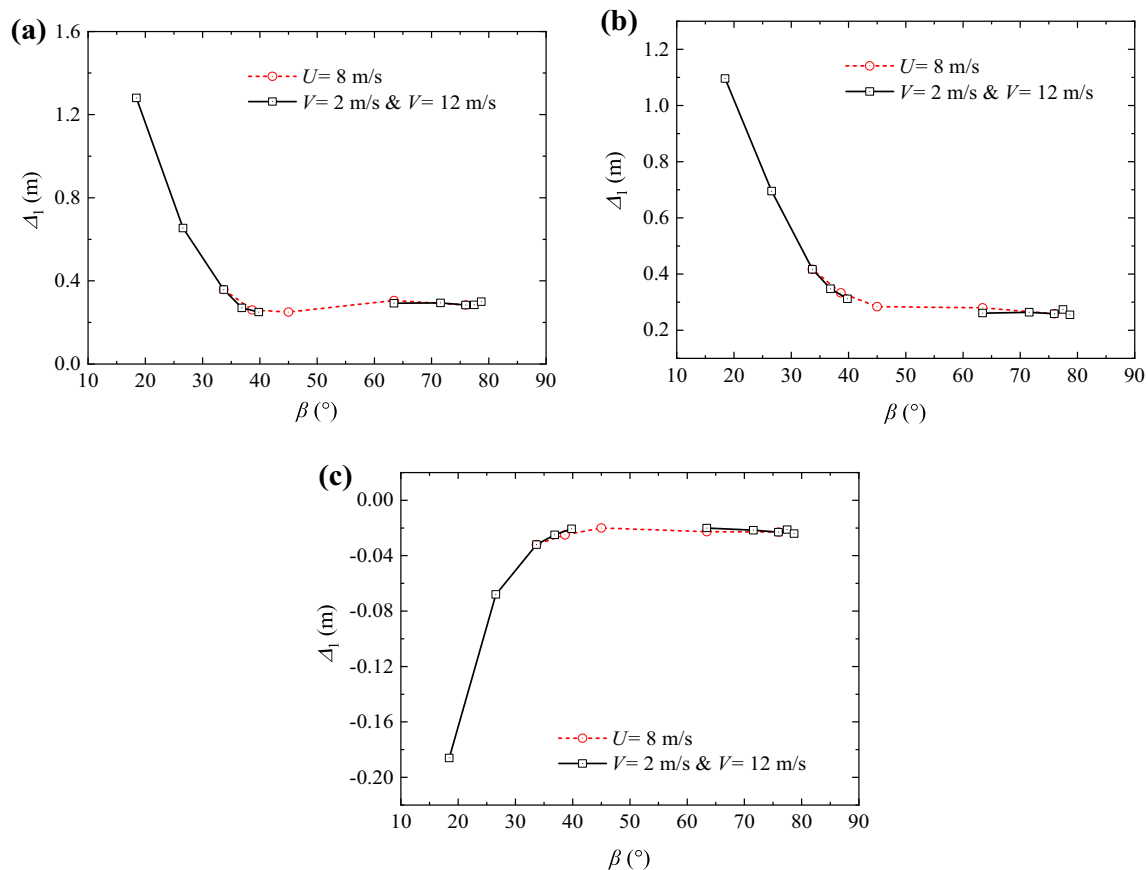 (a)
1.6
1.2
0.8
0.4
0.0
Δ₁ (m)
U= 8 m/s
V= 2 m/s & V= 12 m/s
10 20 30 40 50 60 70 80 90
β (°)
(b)
1.2
1.0
0.8
0.6
0.4
0.2
Δ₁ (m)
U= 8 m/s
V= 2 m/s & V= 12 m/s
10 20 30 40 50 60 70 80 90
β (°)
(c)
0.00
-0.04
-0.08
-0.12
-0.16
-0.20
Δ₁ (m)
U= 8 m/s
V= 2 m/s & V= 12 m/s
10 20 30 40 50 60 70 80 90
β (°)